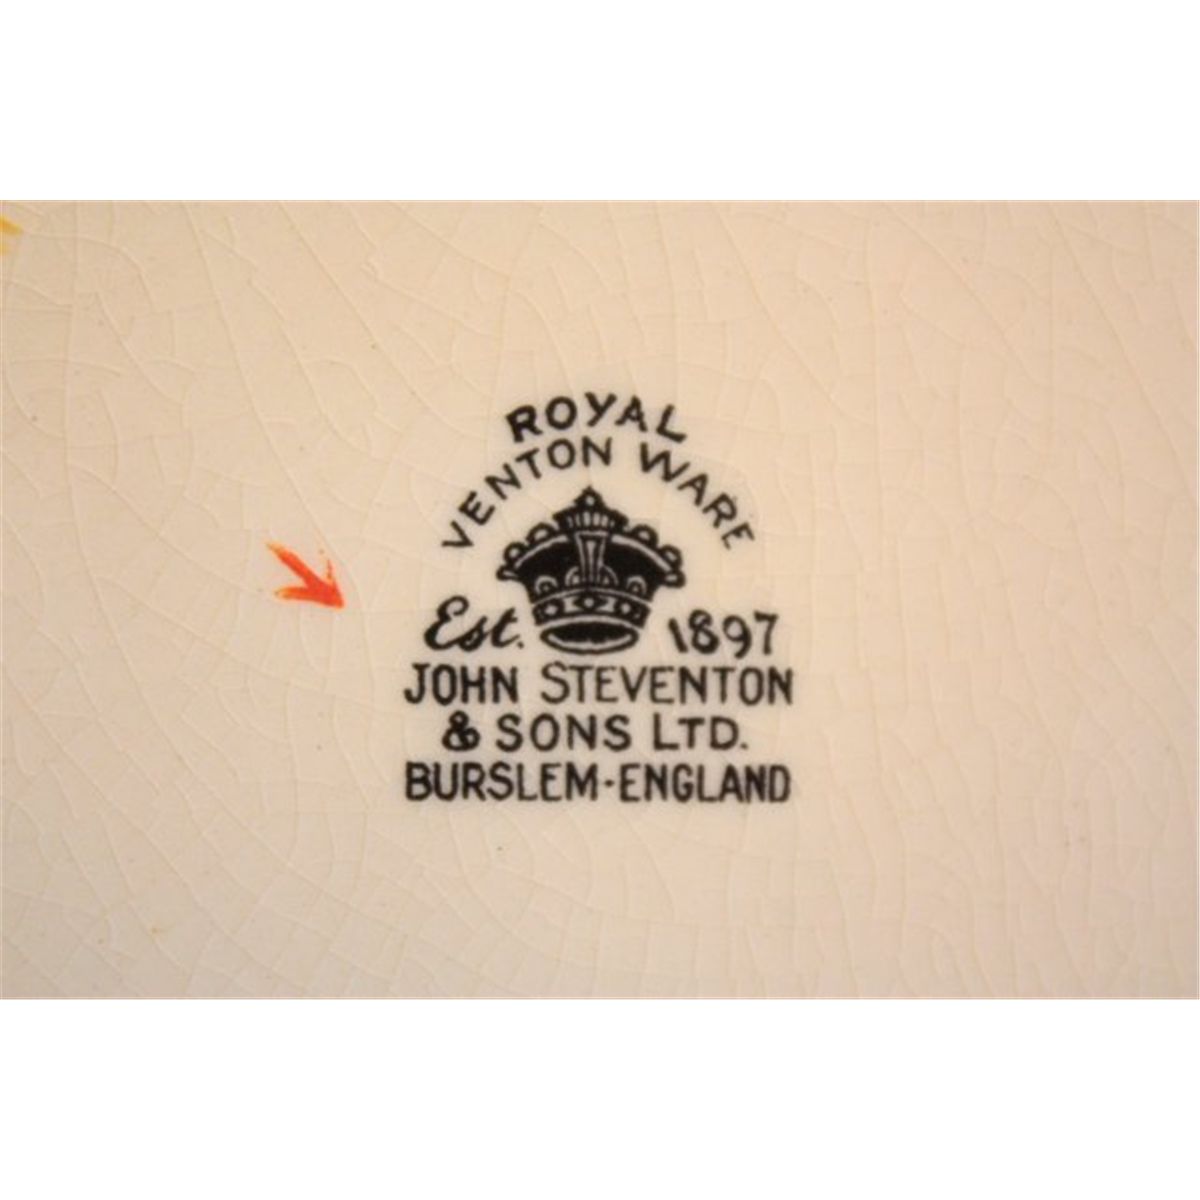 ROYAL
VENTON WARE
Est. 1897
JOHN STEVENTON
& SONS LTD.
BURSLEM-ENGLAND